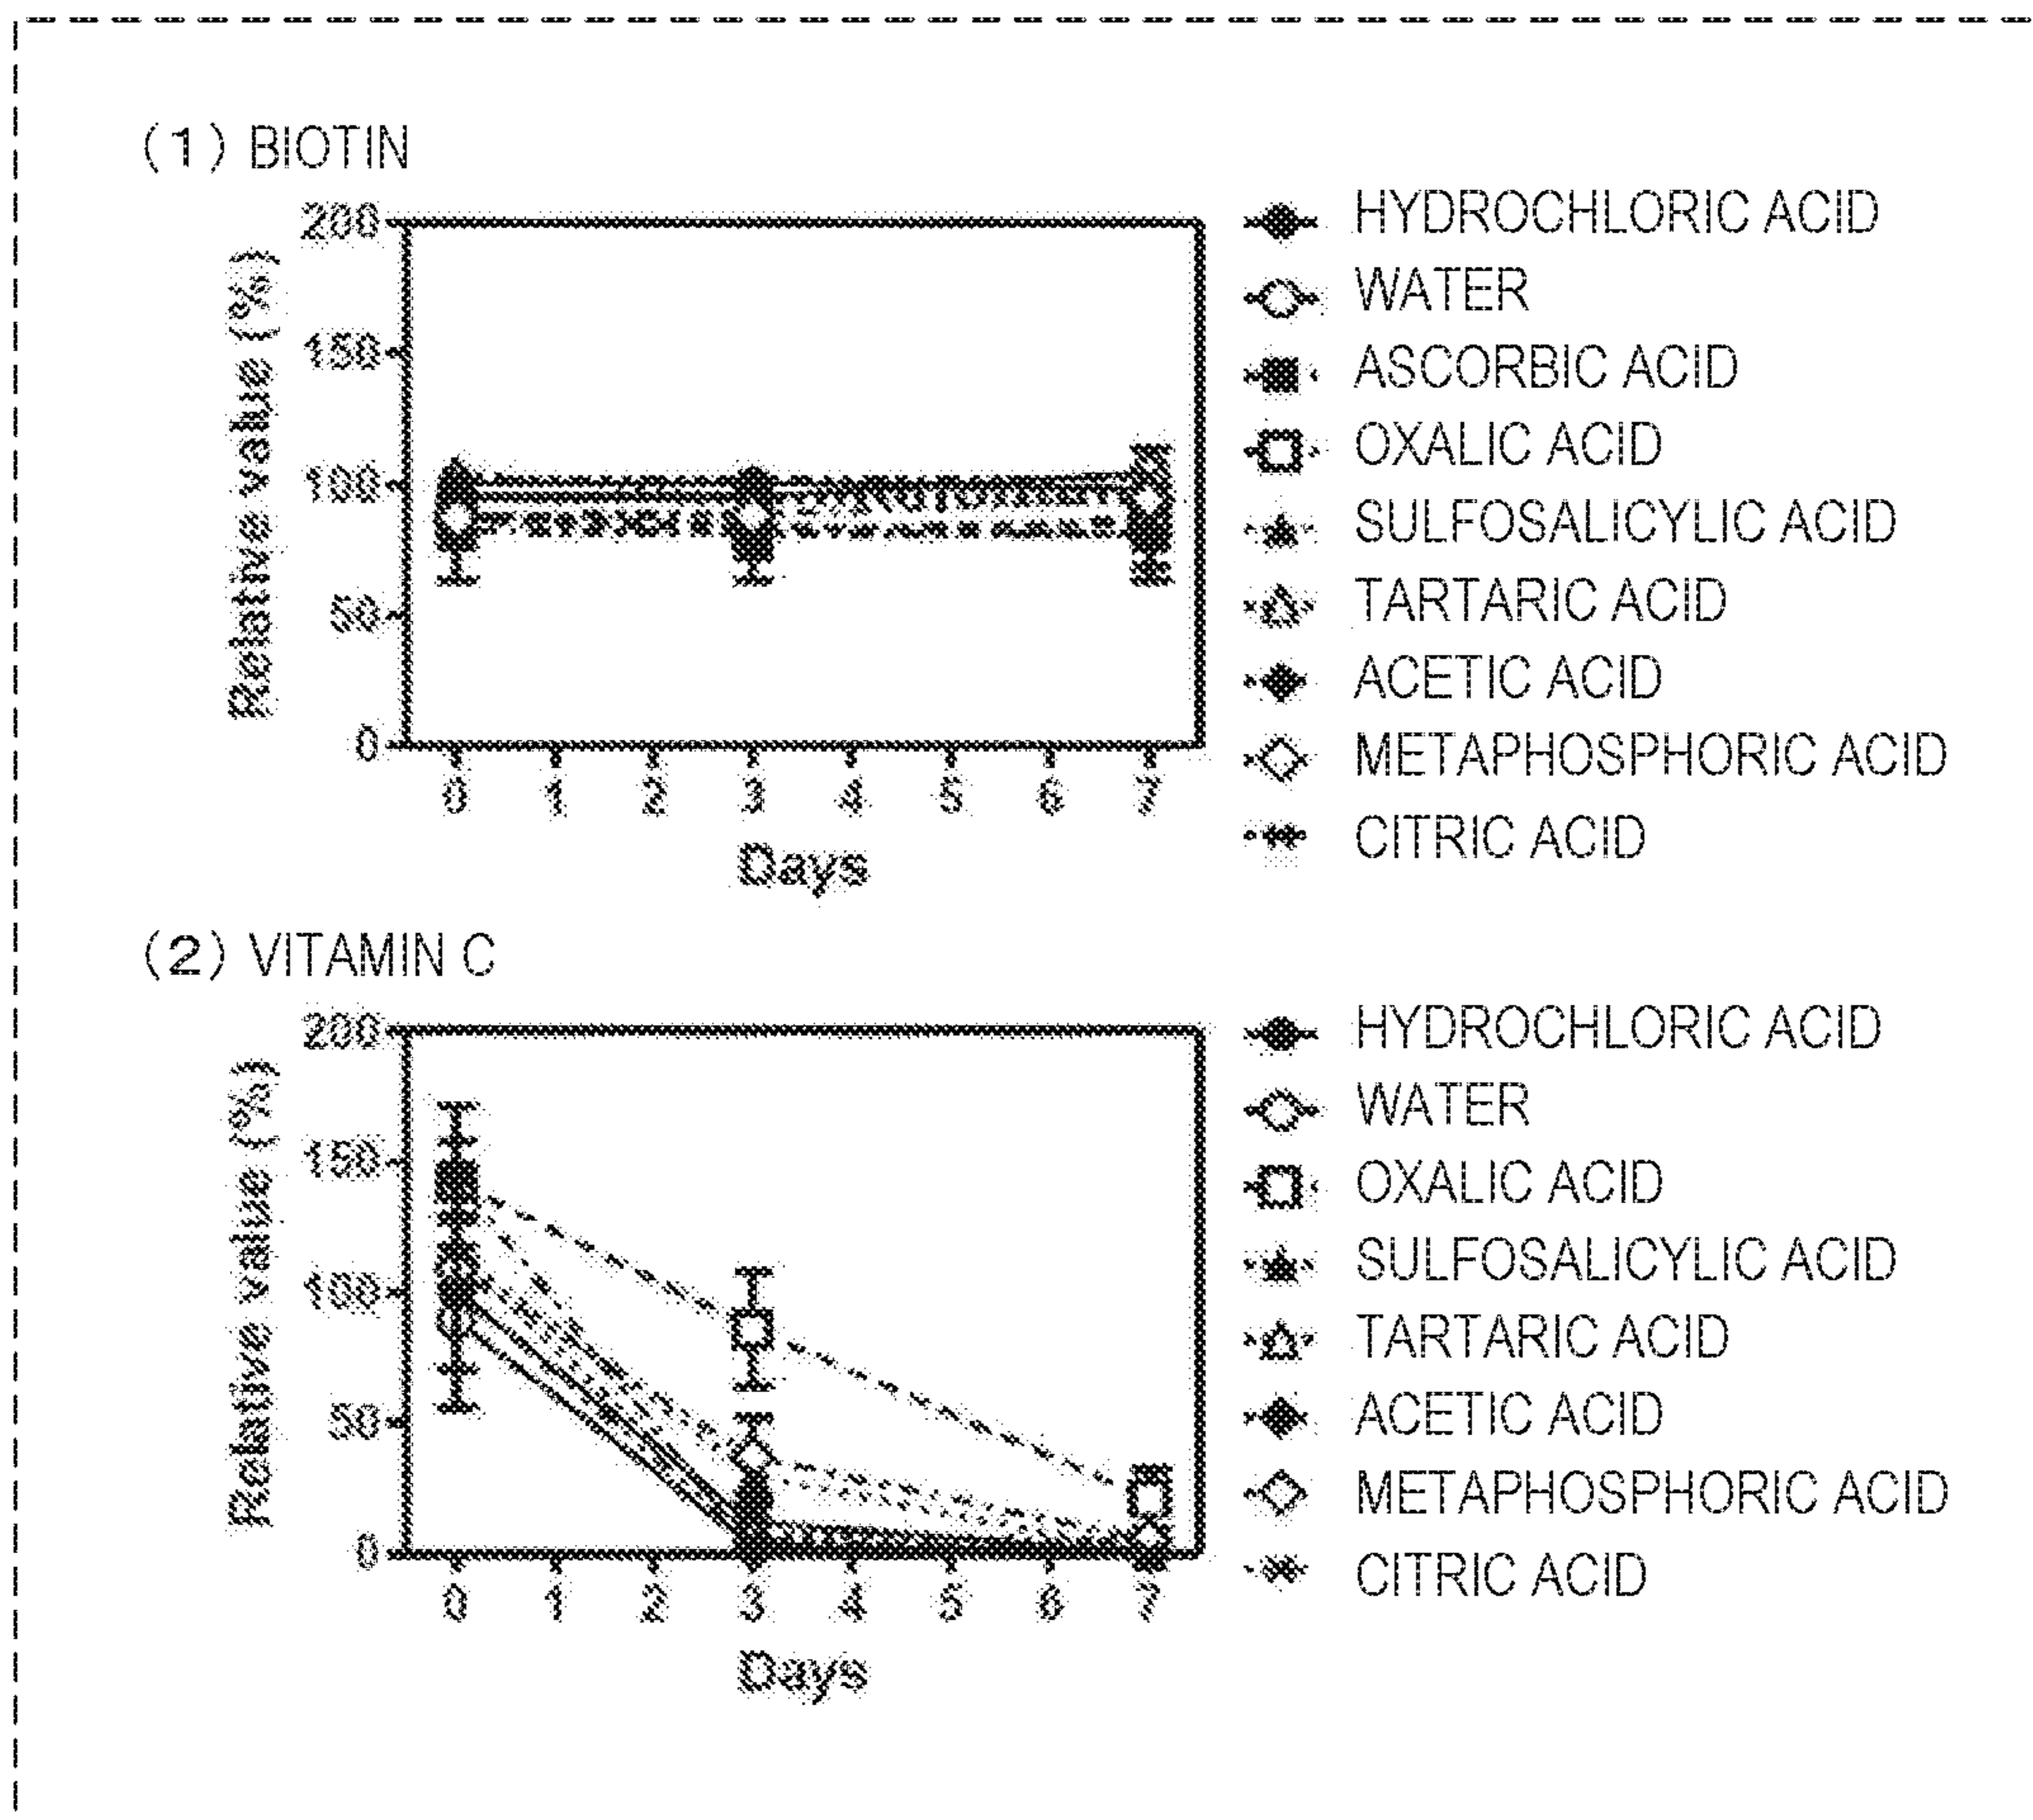 (1) BIOTIN
Relative value (%)
200
150
100
50
0
0 1 2 3 4 5 6 7
Days
HYDROCHLORIC ACID
WATER
ASCORBIC ACID
OXALIC ACID
SULFOSALICYLIC ACID
TARTARIC ACID
ACETIC ACID
METAPHOSPHORIC ACID
CITRIC ACID
(2) VITAMIN C
Relative value (%)
200
150
100
50
0
0 1 2 3 4 5 6 7
Days
HYDROCHLORIC ACID
WATER
OXALIC ACID
SULFOSALICYLIC ACID
TARTARIC ACID
ACETIC ACID
METAPHOSPHORIC ACID
CITRIC ACID